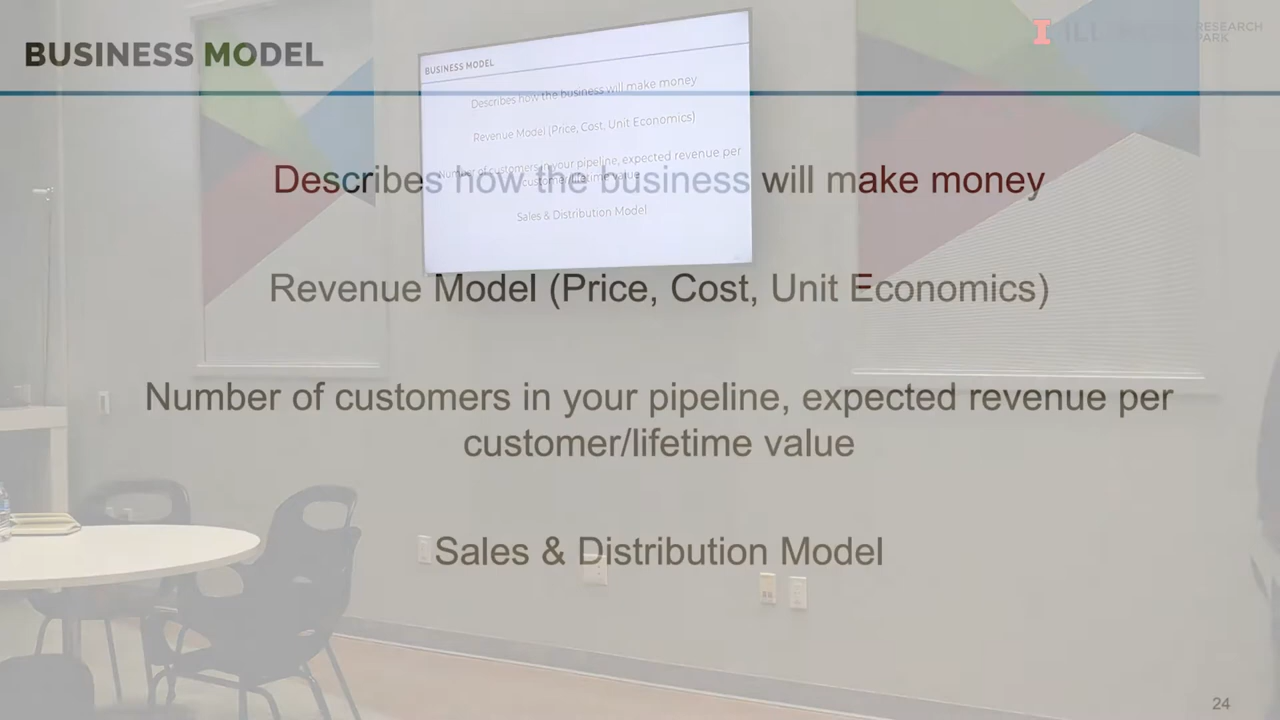 BUSINESS MODEL
ILLINOIS RESEARCH
PARK
Describes how the business will make money
Revenue Model (Price, Cost, Unit Economics)
Number of customers in your pipeline, expected revenue per
customer/lifetime value
Sales & Distribution Model
24
BUSINESS MODEL
Describes how the business will make money
Revenue Model (Price, Cost, Unit Economics)
Number of customers in your pipeline, expected revenue per
customer/lifetime value
Sales & Distribution Model